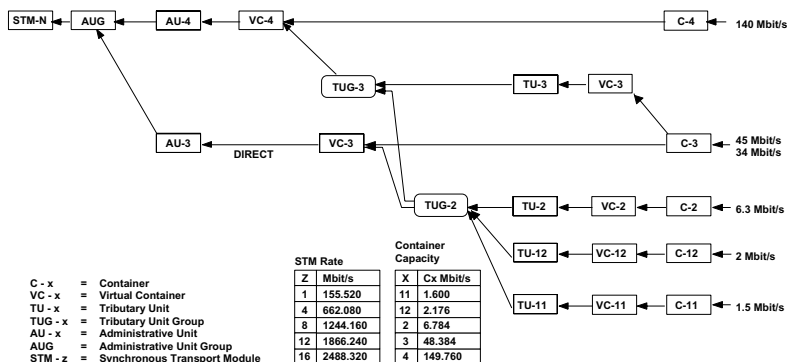 STM-N AUG AU-4 VC-4 C-4 140 Mbit/s
TUG-3 TU-3 VC-3
AU-3 DIRECT VC-3 C-3 45 Mbit/s
34 Mbit/s
TUG-2 TU-2 VC-2 C-2 6.3 Mbit/s
TU-12 VC-12 C-12 2 Mbit/s
TU-11 VC-11 C-11 1.5 Mbit/s
C - x = Container
VC - x = Virtual Container
TU - x = Tributary Unit
TUG - x = Tributary Unit Group
AU - x = Administrative Unit
AUG = Administrative Unit Group
STM - z = Synchronous Transport Module
STM Rate
Z Mbit/s
1 155.520
4 662.080
8 1244.160
12 1866.240
16 2488.320
Container
Capacity
X Cx Mbit/s
11 1.600
12 2.176
2 6.784
3 48.384
4 149.760